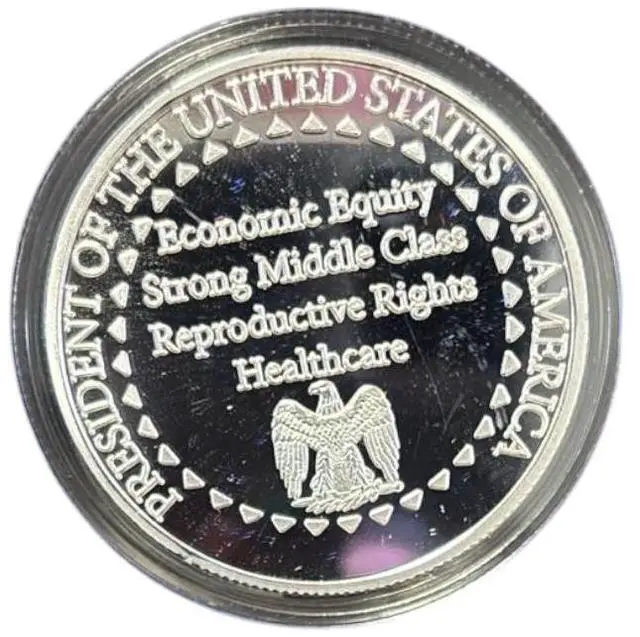 PRESIDENT OF THE UNITED STATES OF AMERICA
Economic Equity
Strong Middle Class
Reproductive Rights
Healthcare